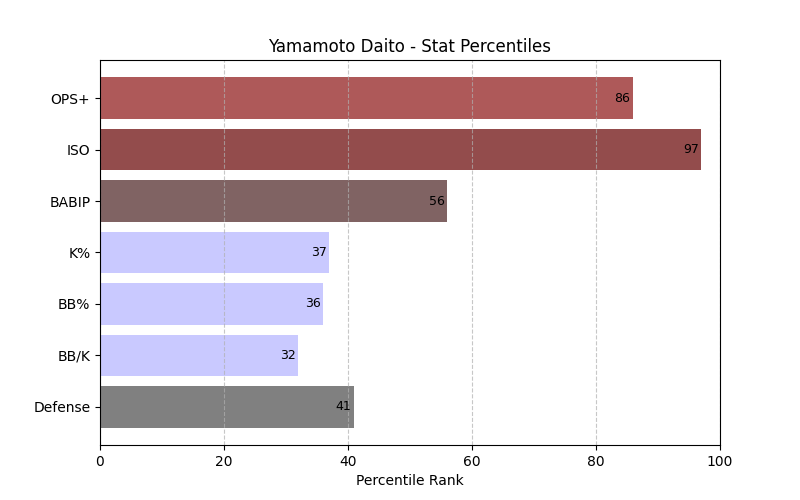 Yamamoto Daito - Stat Percentiles
OPS+ 86
ISO 97
BABIP 56
K% 37
BB% 36
BB/K 32
Defense 41
0 20 40 60 80 100
Percentile Rank